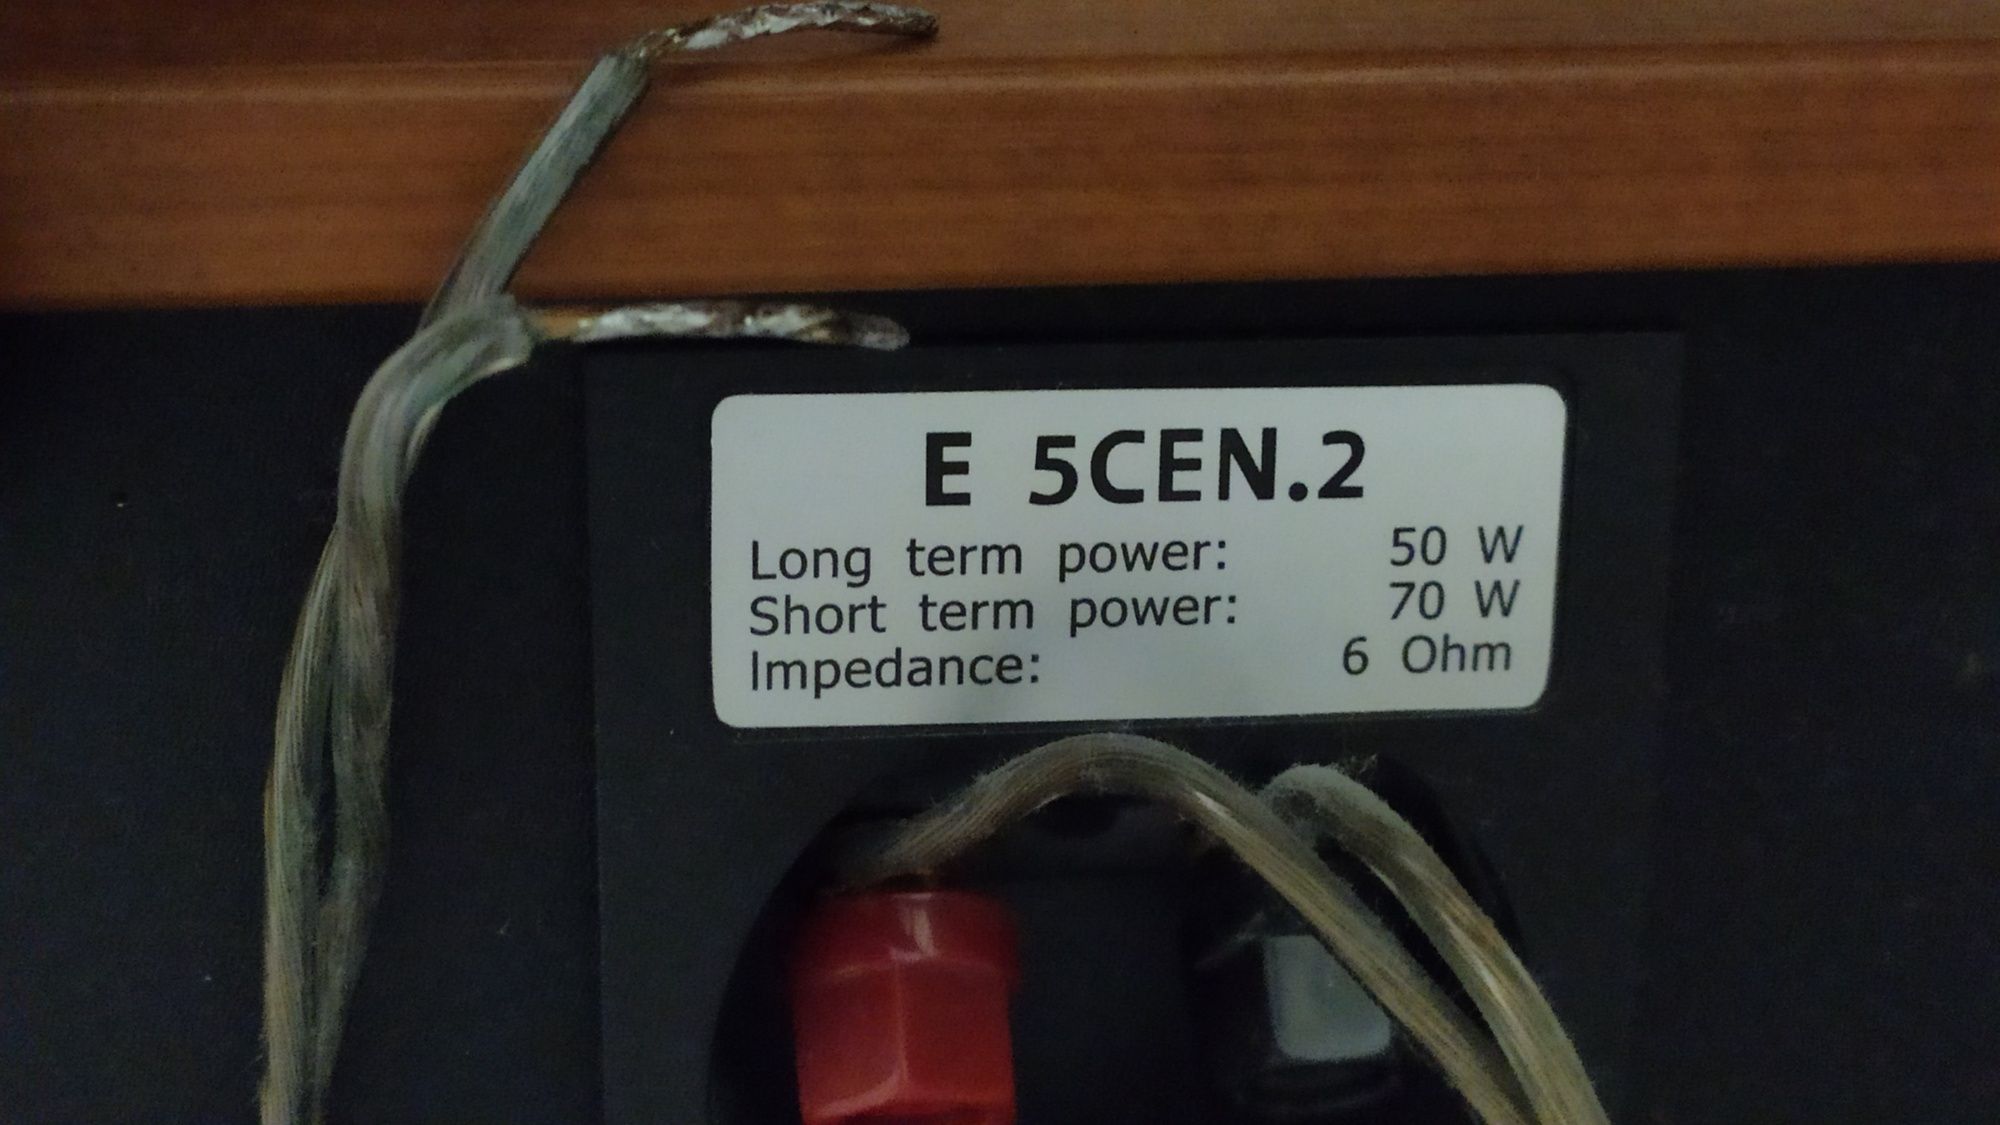 E 5CEN.2
Long term power: 50 W
Short term power: 70 W
Impedance: 6 Ohm